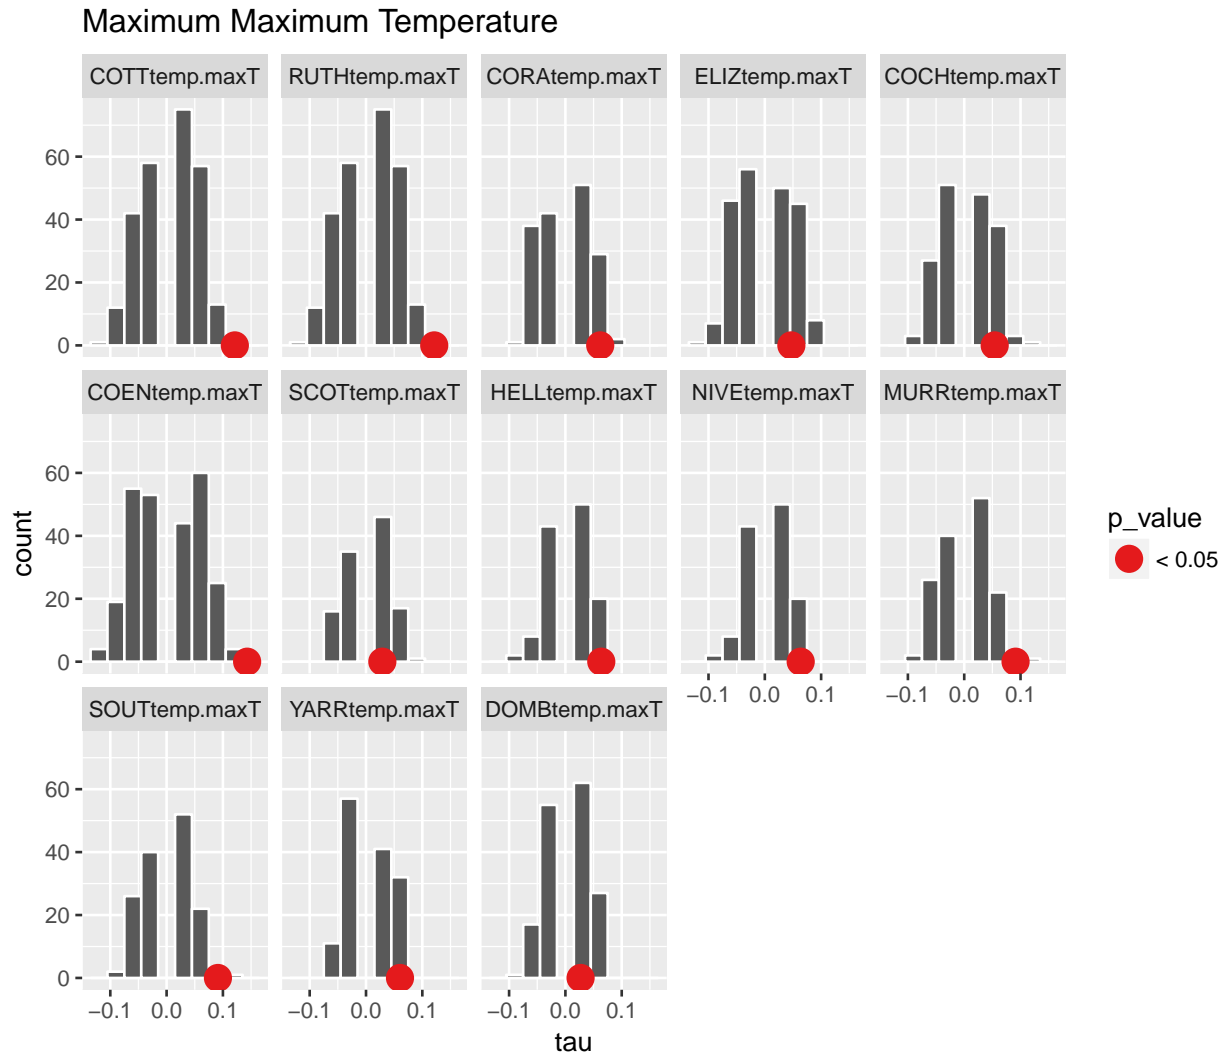 Maximum Maximum Temperature
COTTtemp.maxT RUTHtemp.maxT CORAtemp.maxT ELIZtemp.maxT COCHtemp.maxT
60
40
20
0
COENtemp.maxT SCOTtemp.maxT HELLtemp.maxT NIVEtemp.maxT MURRtemp.maxT
60
40
20
0
−0.1 0.0 0.1 −0.1 0.0 0.1
SOUTtemp.maxT YARRtemp.maxT DOMBtemp.maxT
60
40
20
0
−0.1 0.0 0.1 −0.1 0.0 0.1 −0.1 0.0 0.1
tau
count
p_value
< 0.05